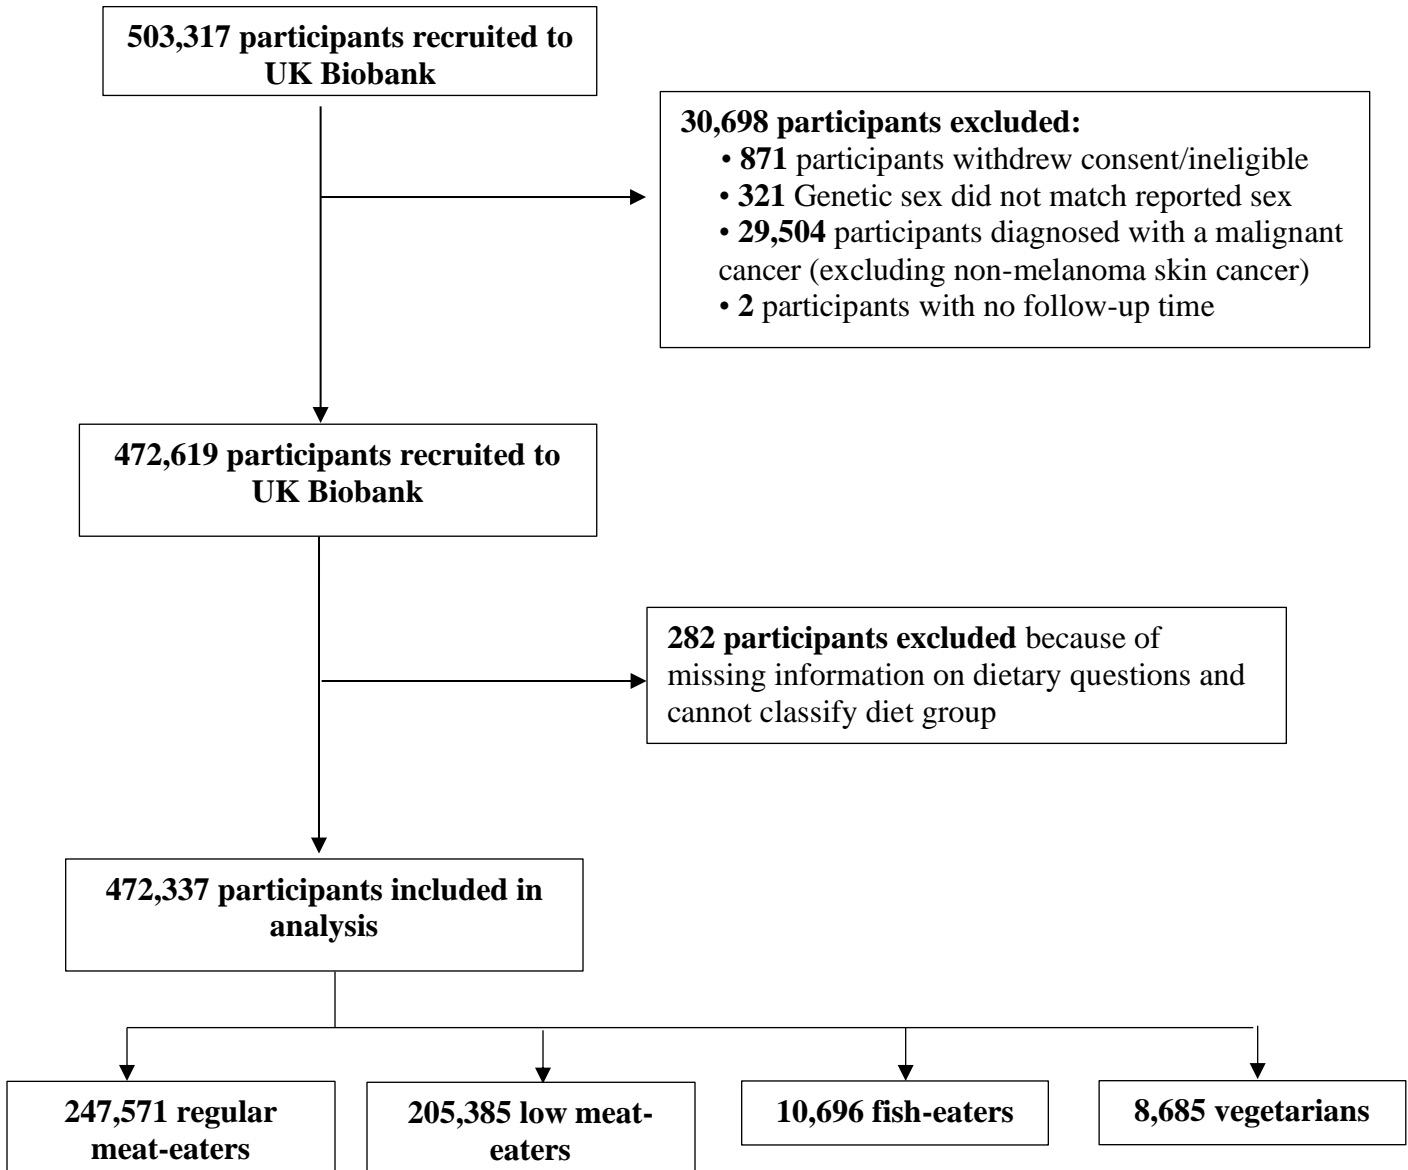 503,317 participants recruited to
UK Biobank
30,698 participants excluded:
• 871 participants withdrew consent/ineligible
• 321 Genetic sex did not match reported sex
• 29,504 participants diagnosed with a malignant
cancer (excluding non-melanoma skin cancer)
• 2 participants with no follow-up time
472,619 participants recruited to
UK Biobank
282 participants excluded because of
missing information on dietary questions and
cannot classify diet group
472,337 participants included in
analysis
247,571 regular
meat-eaters
205,385 low meat-
eaters
10,696 fish-eaters
8,685 vegetarians